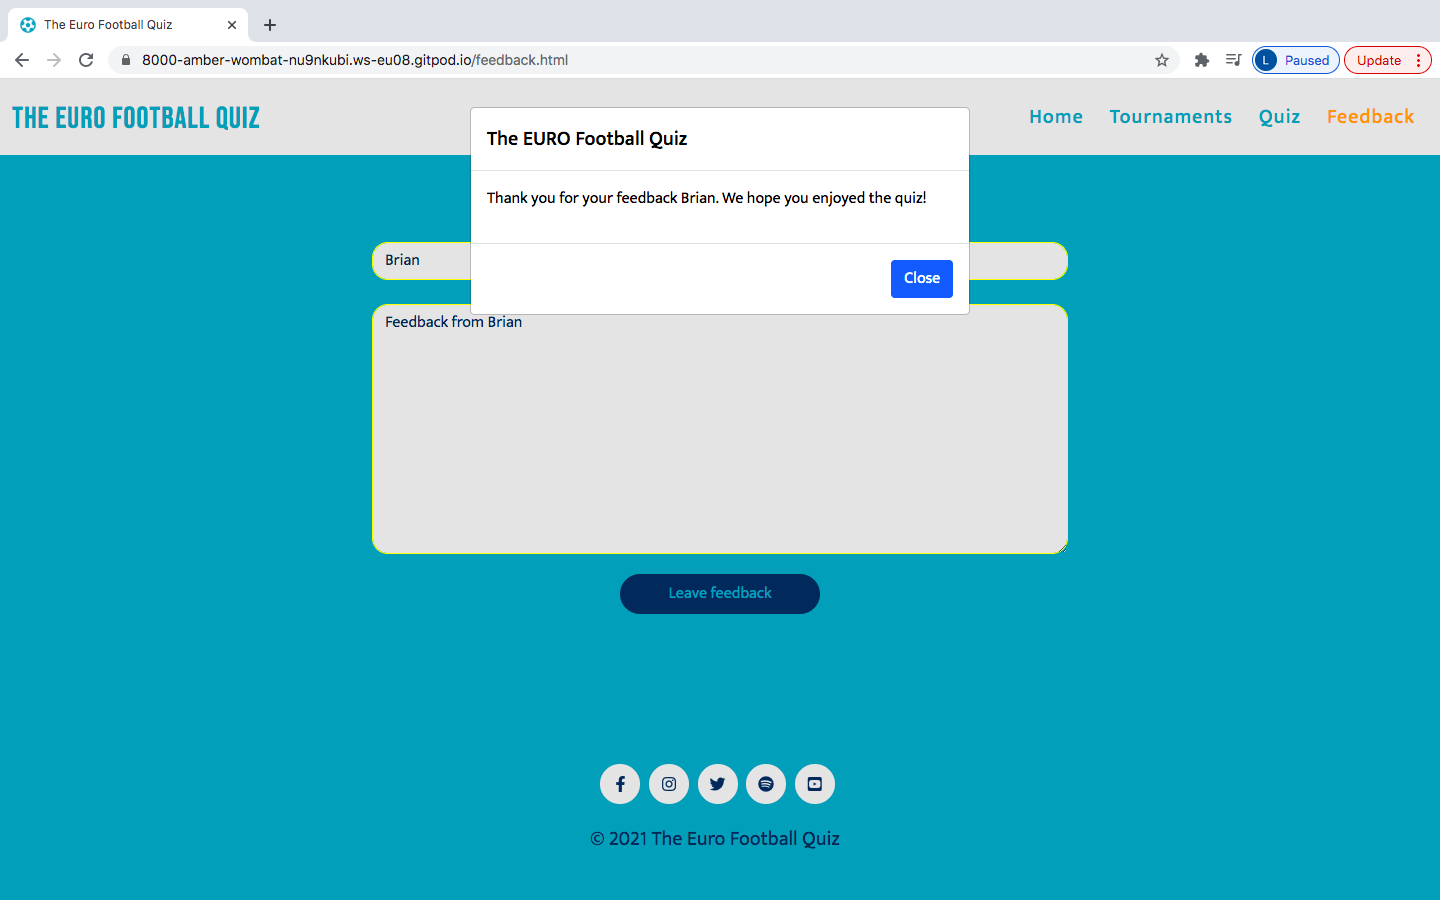 The Euro Football Quiz
8000-amber-wombat-nu9nkubi.ws-eu08.gitpod.io/feedback.html
L Paused
Update
THE EURO FOOTBALL QUIZ
Home Tournaments Quiz Feedback
The EURO Football Quiz
Thank you for your feedback Brian. We hope you enjoyed the quiz!
Close
Brian
Feedback from Brian
Leave feedback
© 2021 The Euro Football Quiz